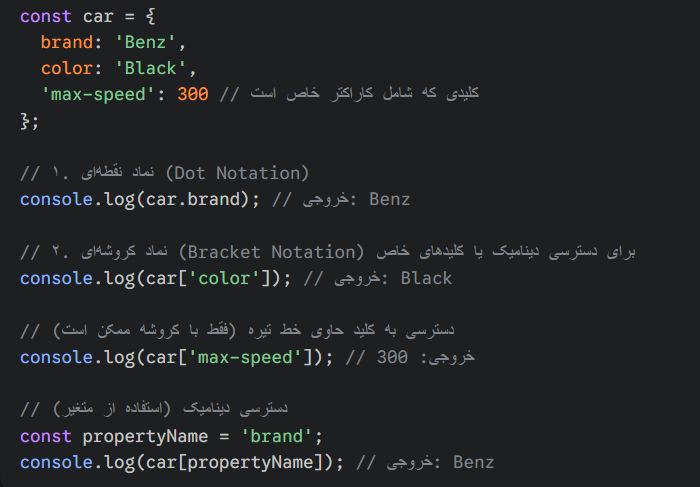 const car = {
  brand: 'Benz',
  color: 'Black',
  'max-speed': 300 // کلیدی که شامل کاراکتر خاص است
};
// ۱. نماد نقطه‌ای (Dot Notation)
console.log(car.brand); // خروجی: Benz
// ۲. نماد کروشه‌ای (Bracket Notation) برای دسترسی دینامیک یا کلیدهای خاص
console.log(car['color']); // خروجی: Black
// دسترسی به کلید حاوی خط تیره (فقط با کروشه ممکن است)
console.log(car['max-speed']); // خروجی: 300
// دسترسی دینامیک (استفاده از متغیر)
const propertyName = 'brand';
console.log(car[propertyName]); // خروجی: Benz